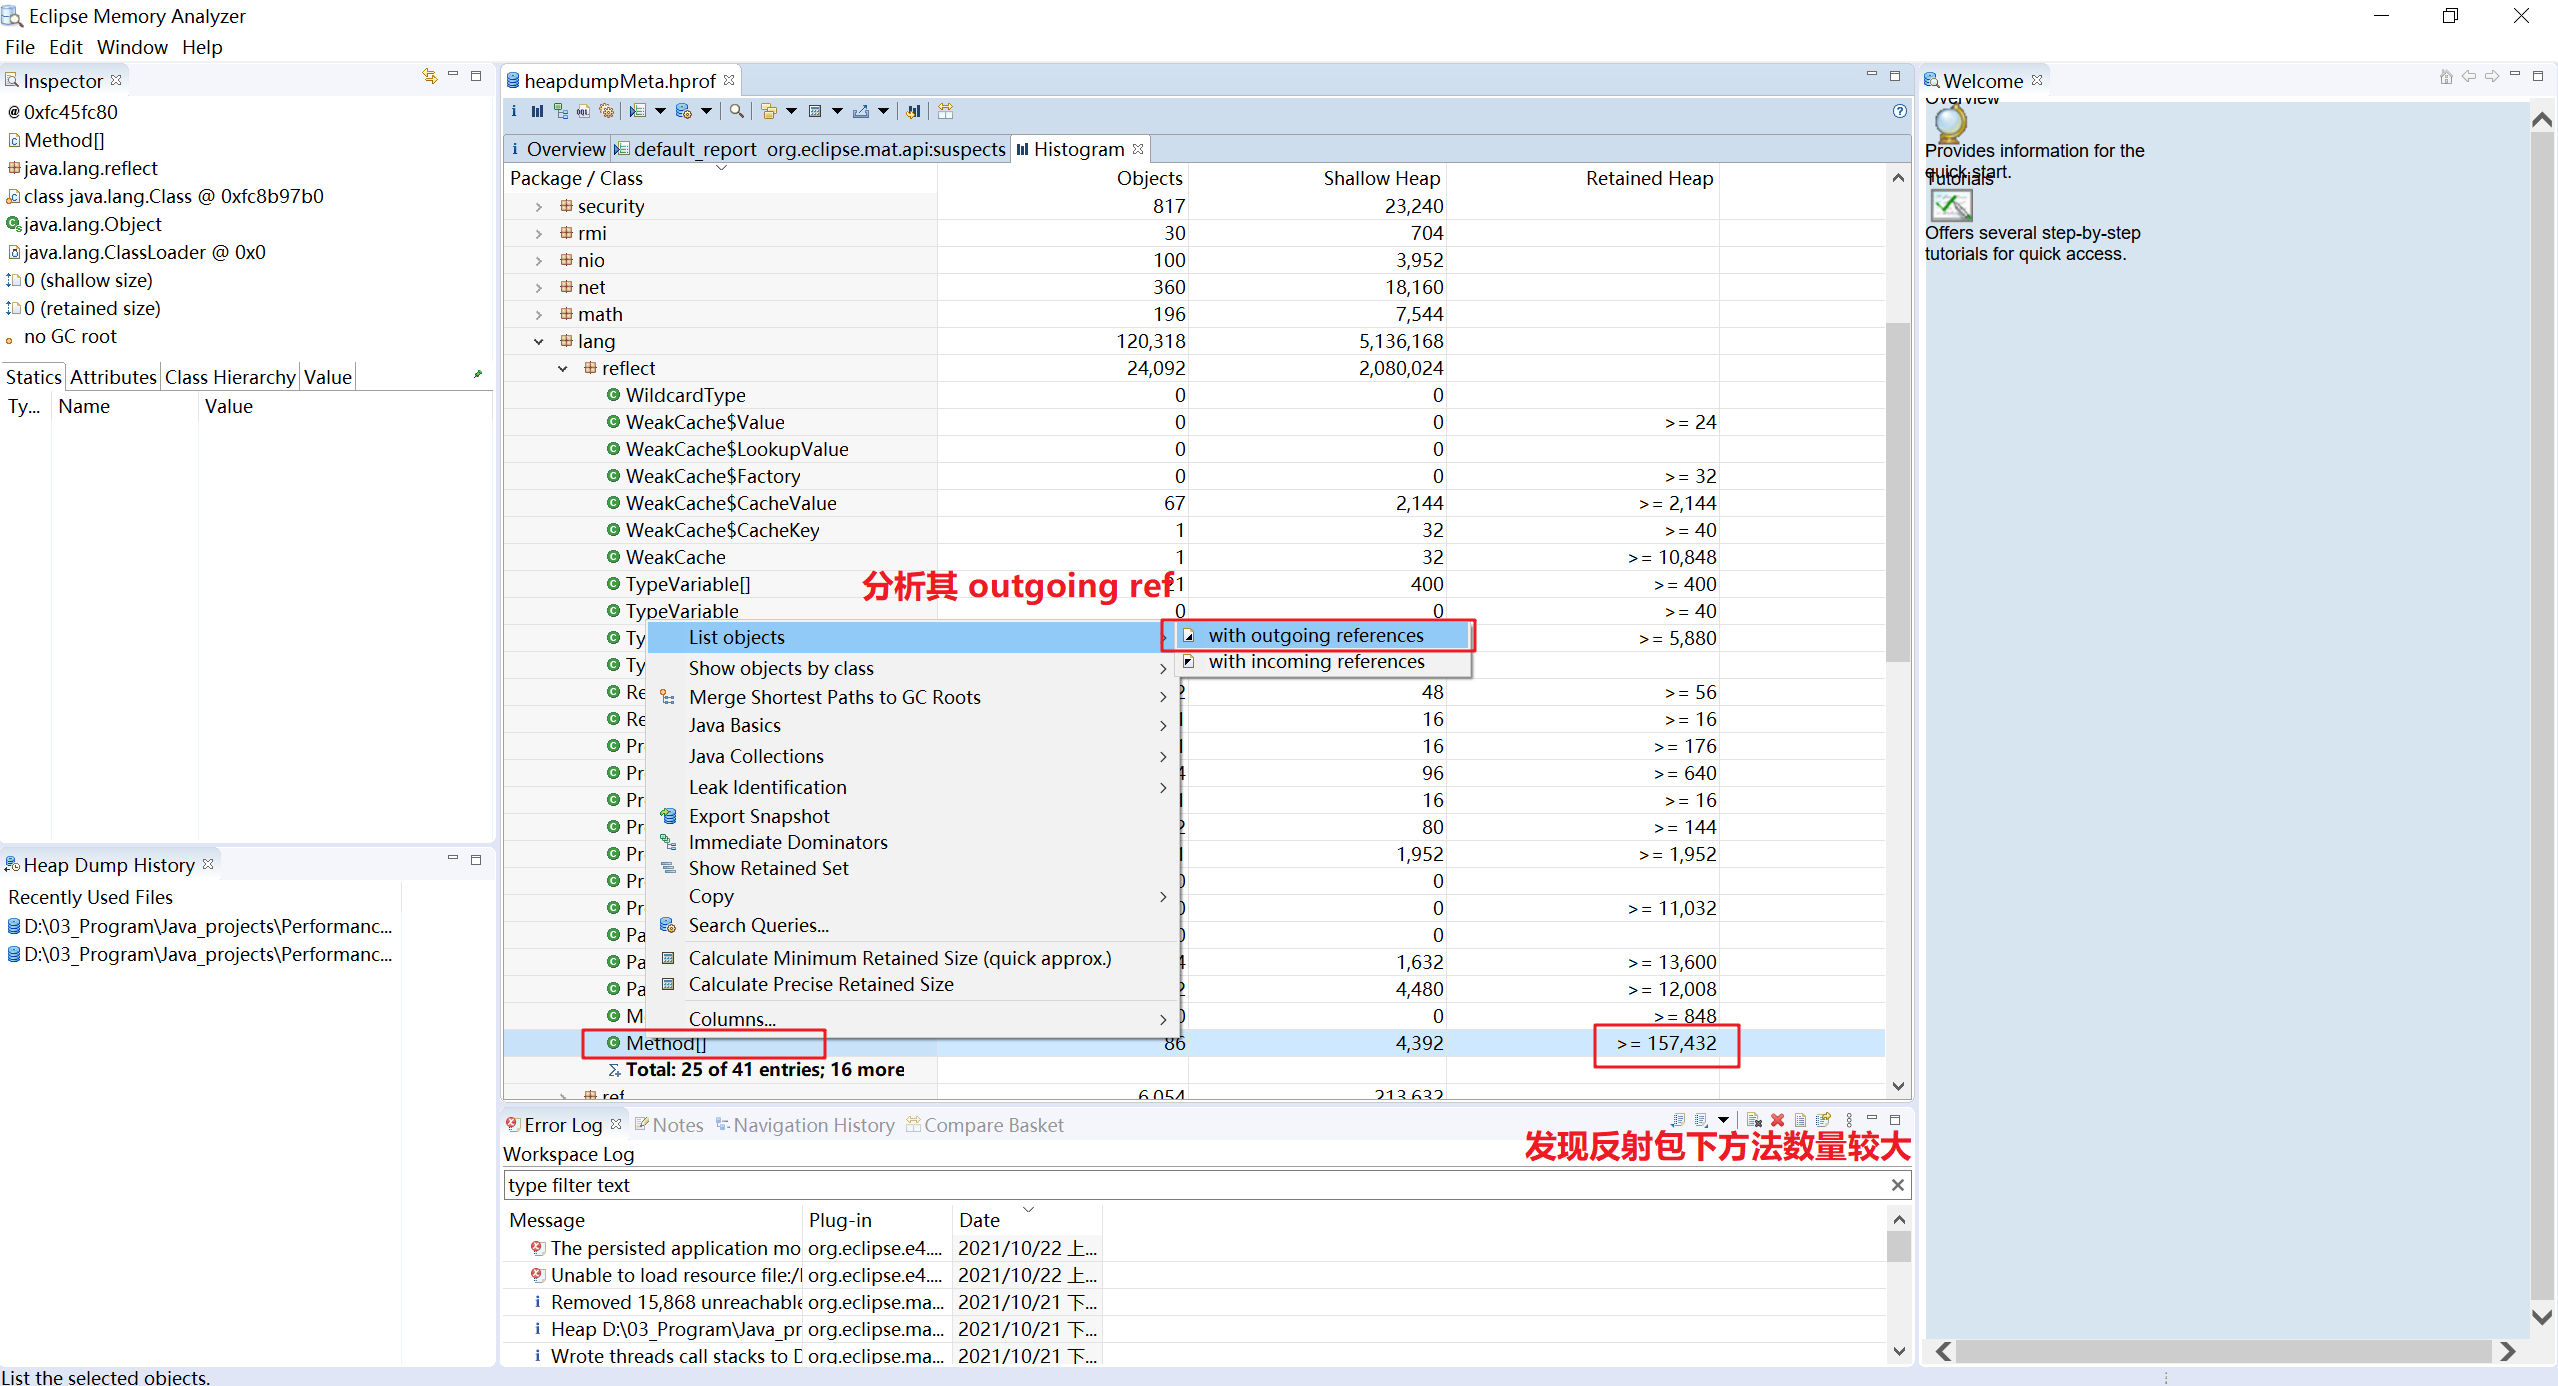 Eclipse Memory Analyzer
File Edit Window Help
Inspector
@ 0xfc45fc80
Method[]
java.lang.reflect
class java.lang.Class @ 0xfc8b97b0
java.lang.Object
java.lang.ClassLoader @ 0x0
0 (shallow size)
0 (retained size)
no GC root
Statics Attributes Class Hierarchy Value
Ty... Name Value
Heap Dump History
Recently Used Files
D:\03_Program\Java_projects\Performanc...
D:\03_Program\Java_projects\Performanc...
heapdumpMeta.hprof
Overview default_report org.eclipse.mat.api:suspects Histogram
Package / Class Objects Shallow Heap Retained Heap
security 817 23,240
rmi 30 704
nio 100 3,952
net 360 18,160
math 196 7,544
lang 120,318 5,136,168
reflect 24,092 2,080,024
WildcardType 0 0
WeakCache$Value 0 0 >= 24
WeakCache$LookupValue 0 0
WeakCache$Factory 0 0 >= 32
WeakCache$CacheValue 67 2,144 >= 2,144
WeakCache$CacheKey 1 32 >= 40
WeakCache 1 32 >= 10,848
TypeVariable[] 21 400 >= 400
分析其 outgoing ref
TypeVariable 0 0 >= 40
Ty >= 5,880
Ty
Re 2 48 >= 56
Re 1 16 >= 16
Pr 1 16 >= 176
Pr 4 96 >= 640
Pr 1 16 >= 16
Pr 2 80 >= 144
Pr 1 1,952 >= 1,952
Pr 0 0
Pr 0 0 >= 11,032
Pa 0 0
Pa 4 1,632 >= 13,600
Pa 2 4,480 >= 12,008
M 0 0 >= 848
Method[] 86 4,392 >= 157,432
Total: 25 of 41 entries; 16 more
ref 6,054 213,632
List objects
Show objects by class
Merge Shortest Paths to GC Roots
Java Basics
Java Collections
Leak Identification
Export Snapshot
Immediate Dominators
Show Retained Set
Copy
Search Queries...
Calculate Minimum Retained Size (quick approx.)
Calculate Precise Retained Size
Columns...
with outgoing references
with incoming references
Error Log Notes Navigation History Compare Basket
发现反射包下方法数量较大
Workspace Log
type filter text
Message Plug-in Date
The persisted application mo org.eclipse.e4.... 2021/10/22 上...
Unable to load resource file:/ org.eclipse.e4.... 2021/10/22 上...
Removed 15,868 unreachable org.eclipse.ma... 2021/10/21 下...
Heap D:\03_Program\Java_pr org.eclipse.ma... 2021/10/21 下...
Wrote threads call stacks to D org.eclipse.ma... 2021/10/21 下...
Welcome
Overview
Provides information for the
quick start.
Tutorials
Offers several step-by-step
tutorials for quick access.
List the selected objects.